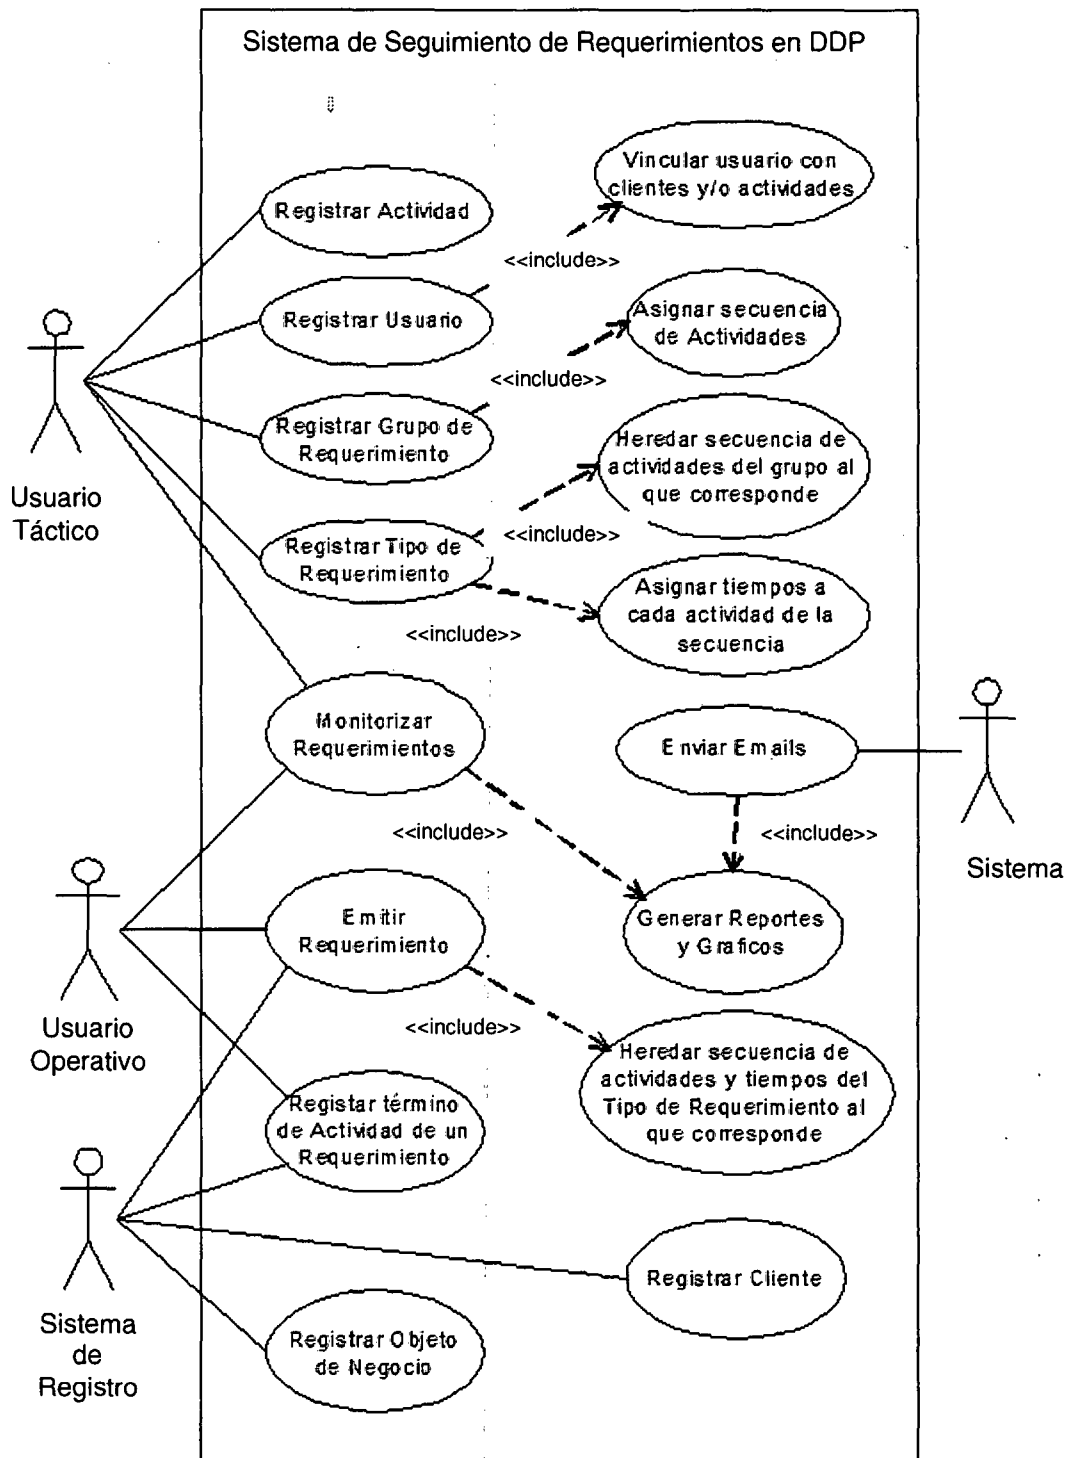 Sistema de Seguimiento de Requerimientos en DDP
Vincular usuario con
clientes y/o actividades
Registrar Actividad
<<include>>
Registrar Usuario
Asignar secuencia
de Actividades
<<include>>
Registrar Grupo de
Requerimiento
Heredar secuencia de
actividades del grupo al
que corresponde
Usuario
Táctico
<<include>>
Registrar Tipo de
Requerimiento
Asignar tiempos a
cada actividad de la
secuencia
<<include>>
Monitorizar
Requerimientos
Enviar Emails
<<include>>
<<include>>
Sistema
Emitir
Requerimiento
Generar Reportes
y Graficos
Usuario
Operativo
<<include>>
Heredar secuencia de
actividades y tiempos del
Tipo de Requerimiento al
que corresponde
Registar término
de Actividad de un
Requerimiento
Registrar Cliente
Sistema
de
Registro
Registrar Objeto
de Negocio